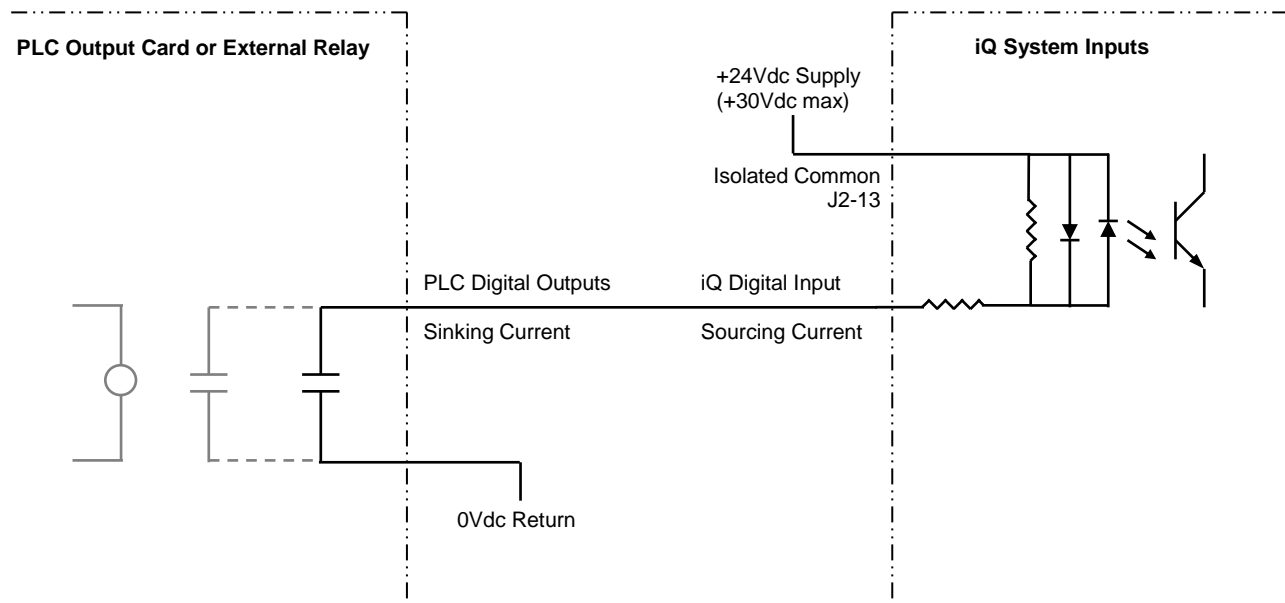 PLC Output Card or External Relay
iQ System Inputs
+24Vdc Supply
(+30Vdc max)
Isolated Common
J2-13
PLC Digital Outputs
iQ Digital Input
Sinking Current
Sourcing Current
0Vdc Return